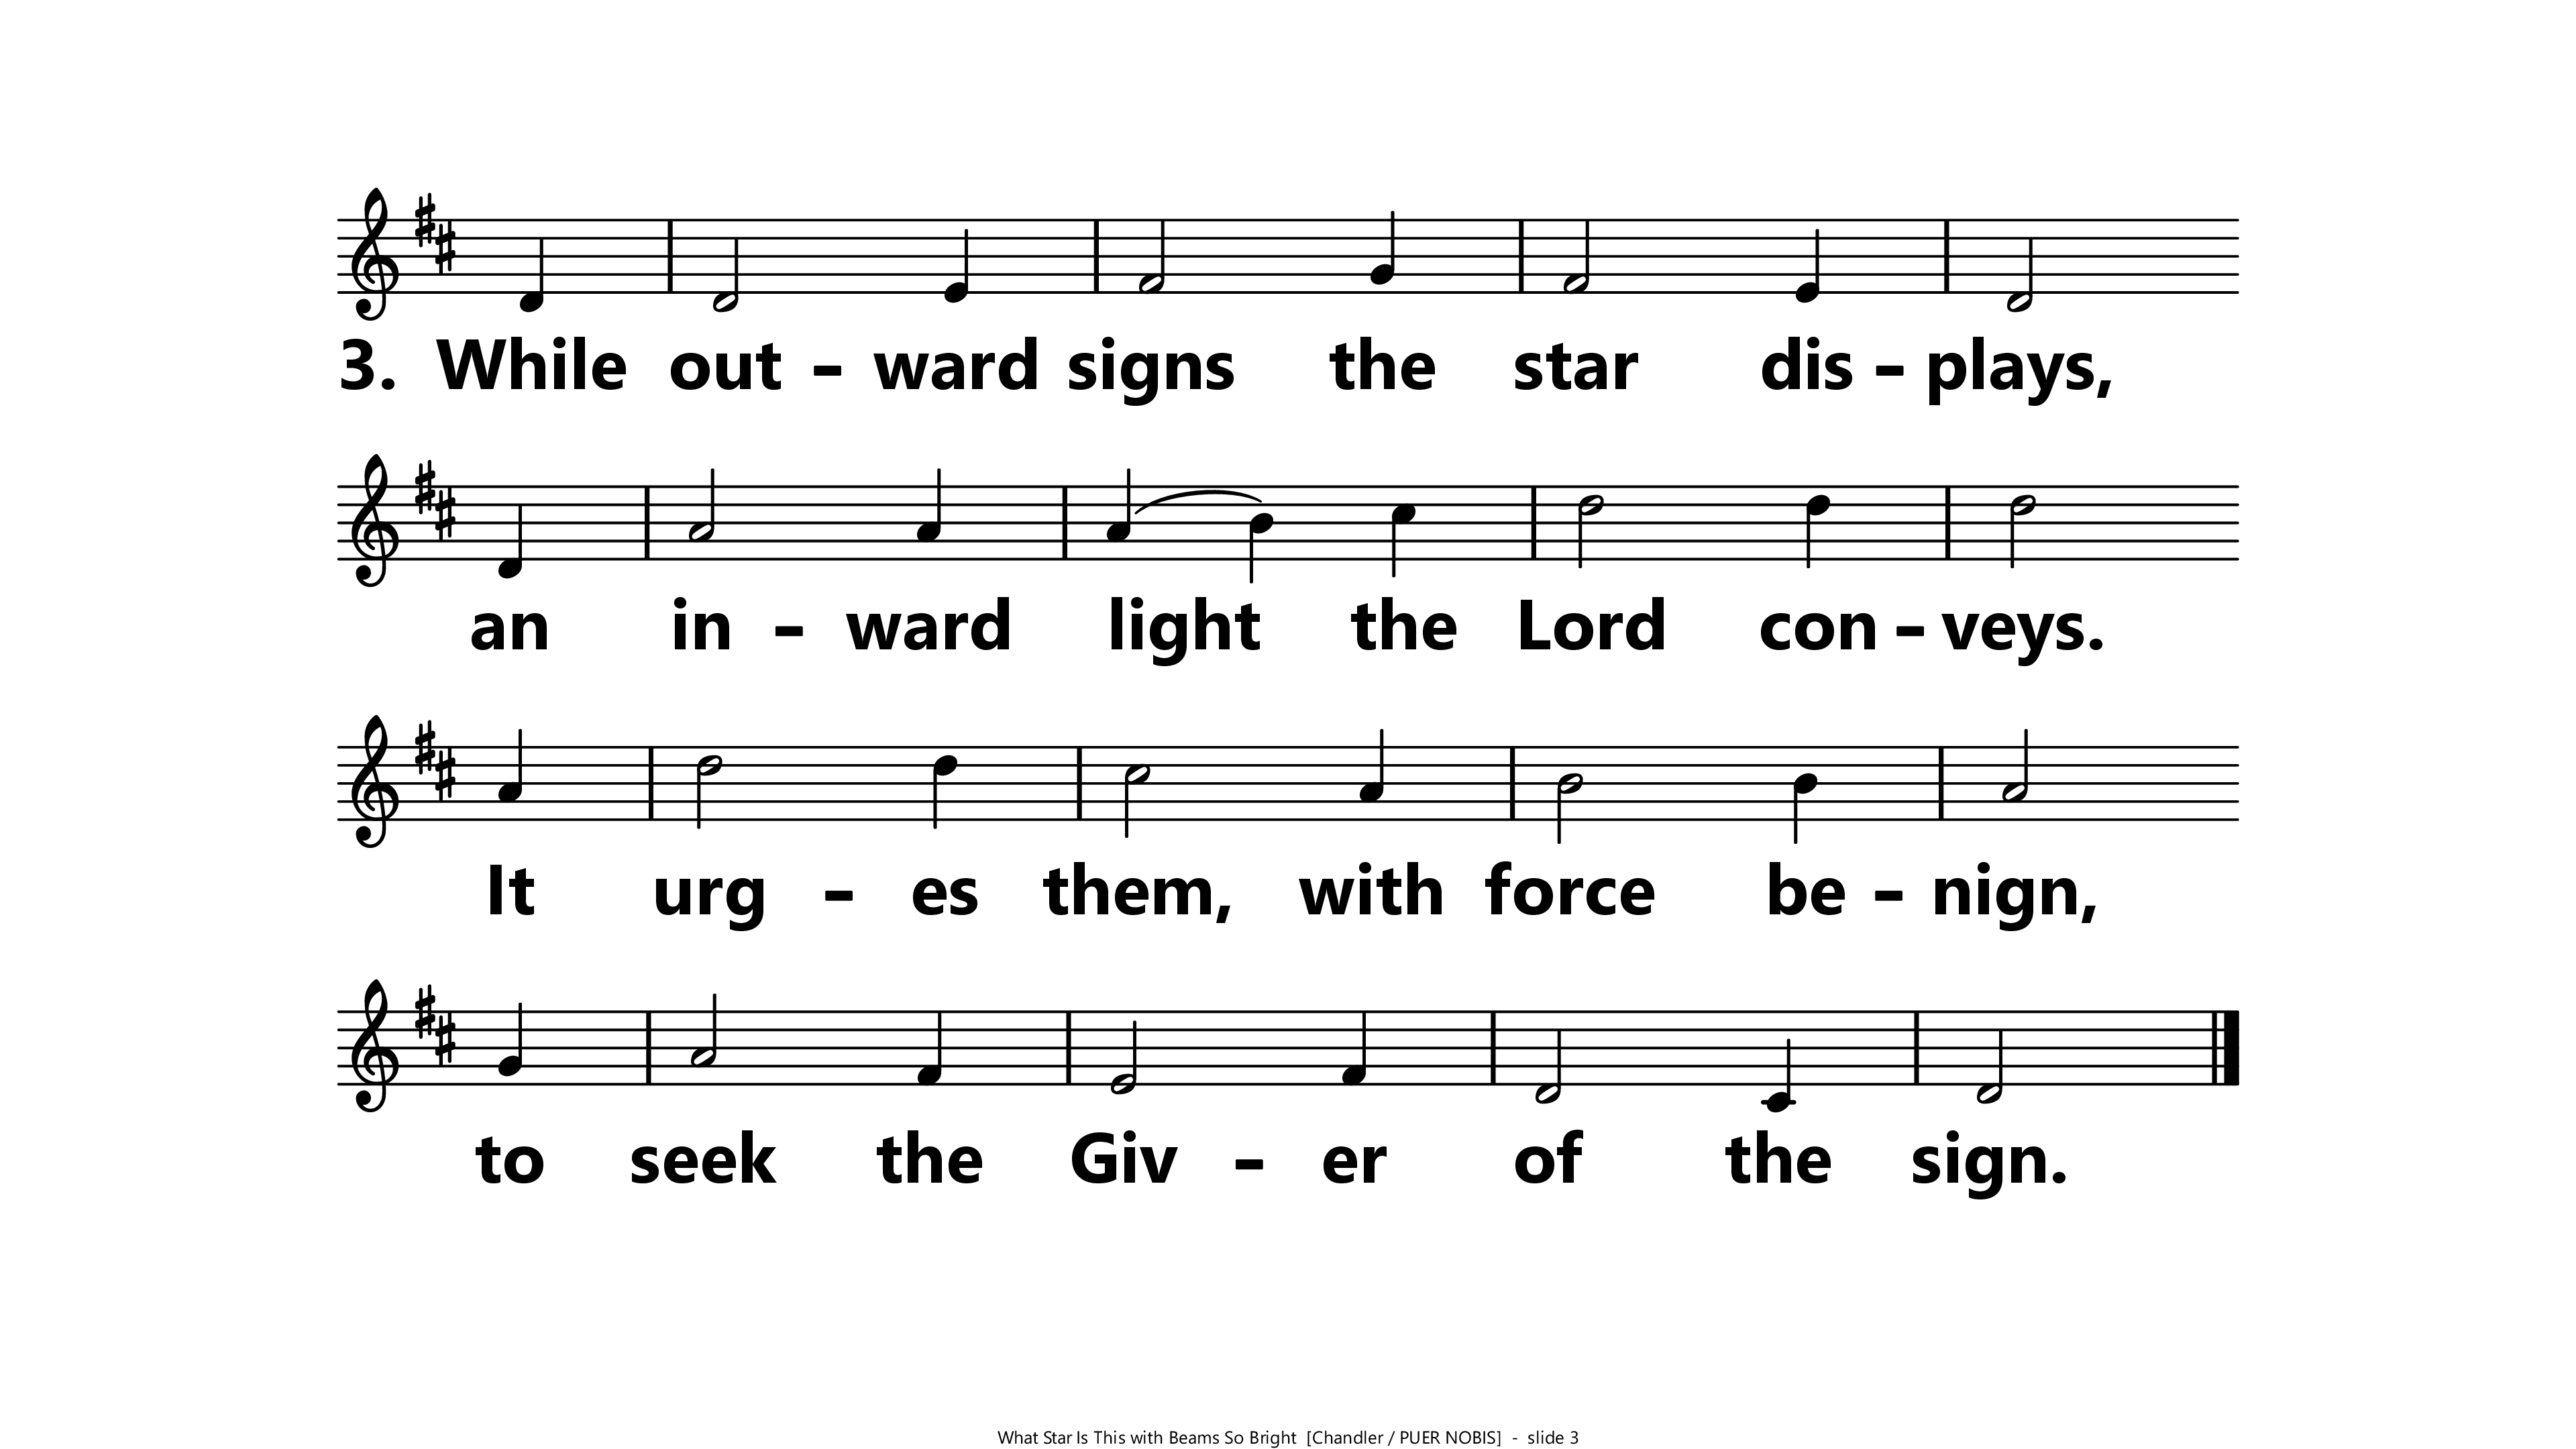 3. While out - ward signs the star dis - plays,
an in - ward light the Lord con - veys.
It urg - es them, with force be - nign,
to seek the Giv - er of the sign.
What Star Is This with Beams So Bright [Chandler / PUER NOBIS] - slide 3